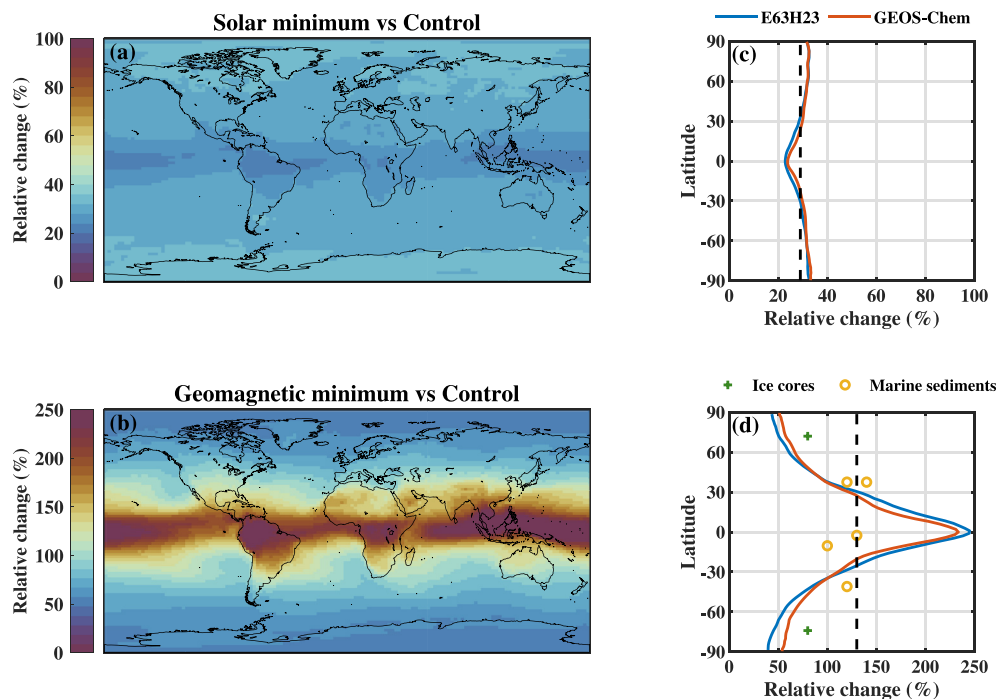 Solar minimum vs Control
(a)
Relative change (%)
100
80
60
40
20
0
E63H23 GEOS-Chem
(c)
Latitude
90
60
30
0
-30
-60
-90
0 20 40 60 80 100
Relative change (%)
Geomagnetic minimum vs Control
(b)
Relative change (%)
250
200
150
100
50
0
Ice cores Marine sediments
(d)
Latitude
90
60
30
0
-30
-60
-90
0 50 100 150 200 250
Relative change (%)